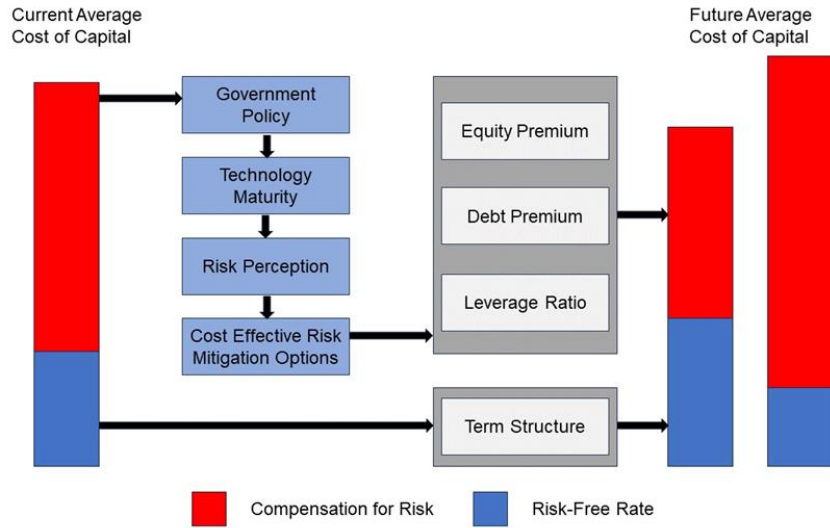 Current Average
Cost of Capital
Future Average
Cost of Capital
Government
Policy
Technology
Maturity
Risk Perception
Cost Effective Risk
Mitigation Options
Equity Premium
Debt Premium
Leverage Ratio
Term Structure
Compensation for Risk
Risk-Free Rate